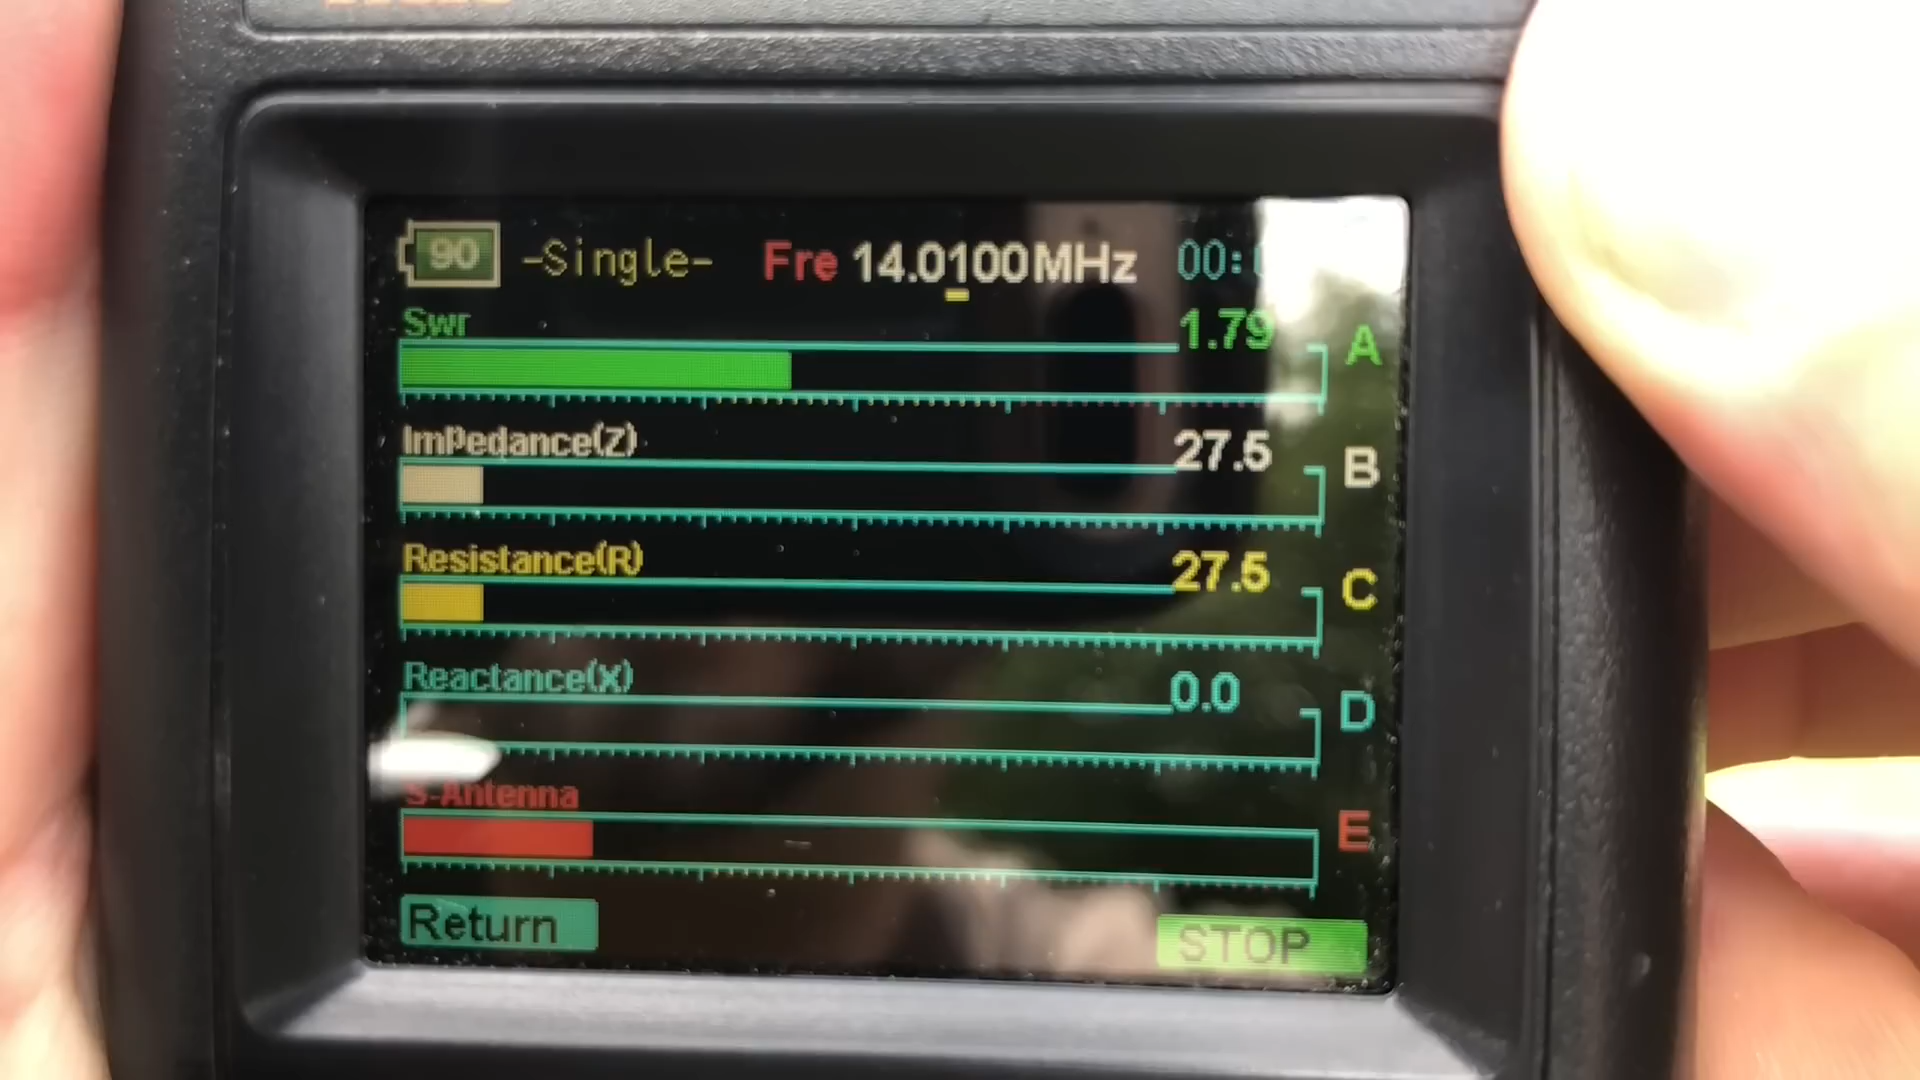 90 -Single- Fre 14.0100MHz 00:
Swr 1.79 A
Impedance(Z) 27.5 B
Resistance(R) 27.5 C
Reactance(X) 0.0 D
S-Antenna E
Return STOP